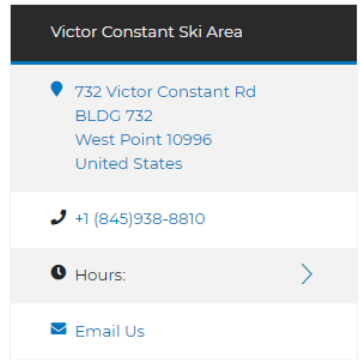 Victor Constant Ski Area
732 Victor Constant Rd
BLDG 732
West Point 10996
United States
+1 (845)938-8810
Hours:
Email Us